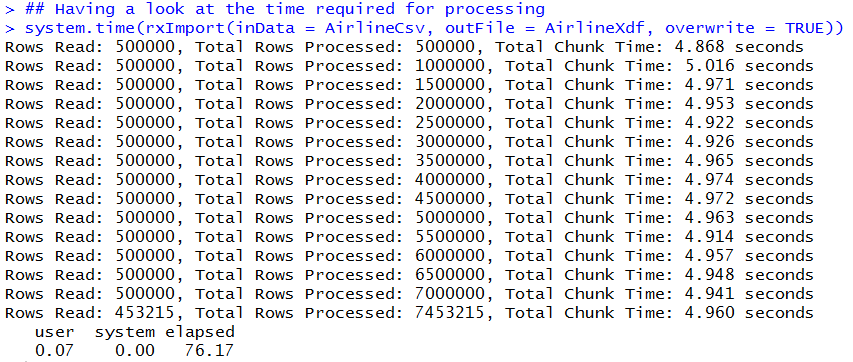 > ## Having a look at the time required for processing
> system.time(rxImport(inData = AirlineCsv, outFile = AirlineXdf, overwrite = TRUE))
Rows Read: 500000, Total Rows Processed: 500000, Total Chunk Time: 4.868 seconds
Rows Read: 500000, Total Rows Processed: 1000000, Total Chunk Time: 5.016 seconds
Rows Read: 500000, Total Rows Processed: 1500000, Total Chunk Time: 4.971 seconds
Rows Read: 500000, Total Rows Processed: 2000000, Total Chunk Time: 4.953 seconds
Rows Read: 500000, Total Rows Processed: 2500000, Total Chunk Time: 4.922 seconds
Rows Read: 500000, Total Rows Processed: 3000000, Total Chunk Time: 4.926 seconds
Rows Read: 500000, Total Rows Processed: 3500000, Total Chunk Time: 4.965 seconds
Rows Read: 500000, Total Rows Processed: 4000000, Total Chunk Time: 4.974 seconds
Rows Read: 500000, Total Rows Processed: 4500000, Total Chunk Time: 4.972 seconds
Rows Read: 500000, Total Rows Processed: 5000000, Total Chunk Time: 4.963 seconds
Rows Read: 500000, Total Rows Processed: 5500000, Total Chunk Time: 4.914 seconds
Rows Read: 500000, Total Rows Processed: 6000000, Total Chunk Time: 4.957 seconds
Rows Read: 500000, Total Rows Processed: 6500000, Total Chunk Time: 4.948 seconds
Rows Read: 500000, Total Rows Processed: 7000000, Total Chunk Time: 4.941 seconds
Rows Read: 453215, Total Rows Processed: 7453215, Total Chunk Time: 4.960 seconds
user system elapsed
0.07 0.00 76.17